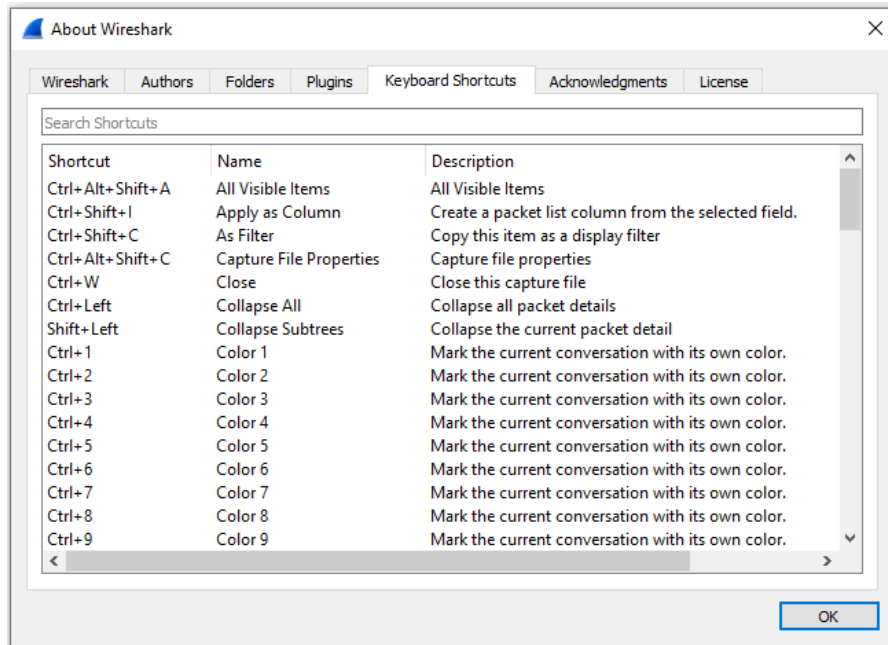 About Wireshark
Wireshark Authors Folders Plugins Keyboard Shortcuts Acknowledgments License
Search Shortcuts
Shortcut Name Description
Ctrl+Alt+Shift+A All Visible Items All Visible Items
Ctrl+Shift+I Apply as Column Create a packet list column from the selected field.
Ctrl+Shift+C As Filter Copy this item as a display filter
Ctrl+Alt+Shift+C Capture File Properties Capture file properties
Ctrl+W Close Close this capture file
Ctrl+Left Collapse All Collapse all packet details
Shift+Left Collapse Subtrees Collapse the current packet detail
Ctrl+1 Color 1 Mark the current conversation with its own color.
Ctrl+2 Color 2 Mark the current conversation with its own color.
Ctrl+3 Color 3 Mark the current conversation with its own color.
Ctrl+4 Color 4 Mark the current conversation with its own color.
Ctrl+5 Color 5 Mark the current conversation with its own color.
Ctrl+6 Color 6 Mark the current conversation with its own color.
Ctrl+7 Color 7 Mark the current conversation with its own color.
Ctrl+8 Color 8 Mark the current conversation with its own color.
Ctrl+9 Color 9 Mark the current conversation with its own color.
OK